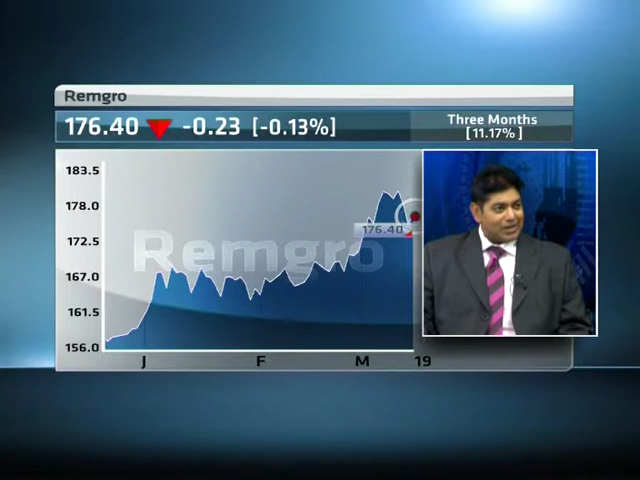 Remgro
176.40 -0.23 [-0.13%]
Three Months
[11.17%]
183.5
178.0
172.5
167.0
161.5
156.0
Remgro
176.40
J F M 19